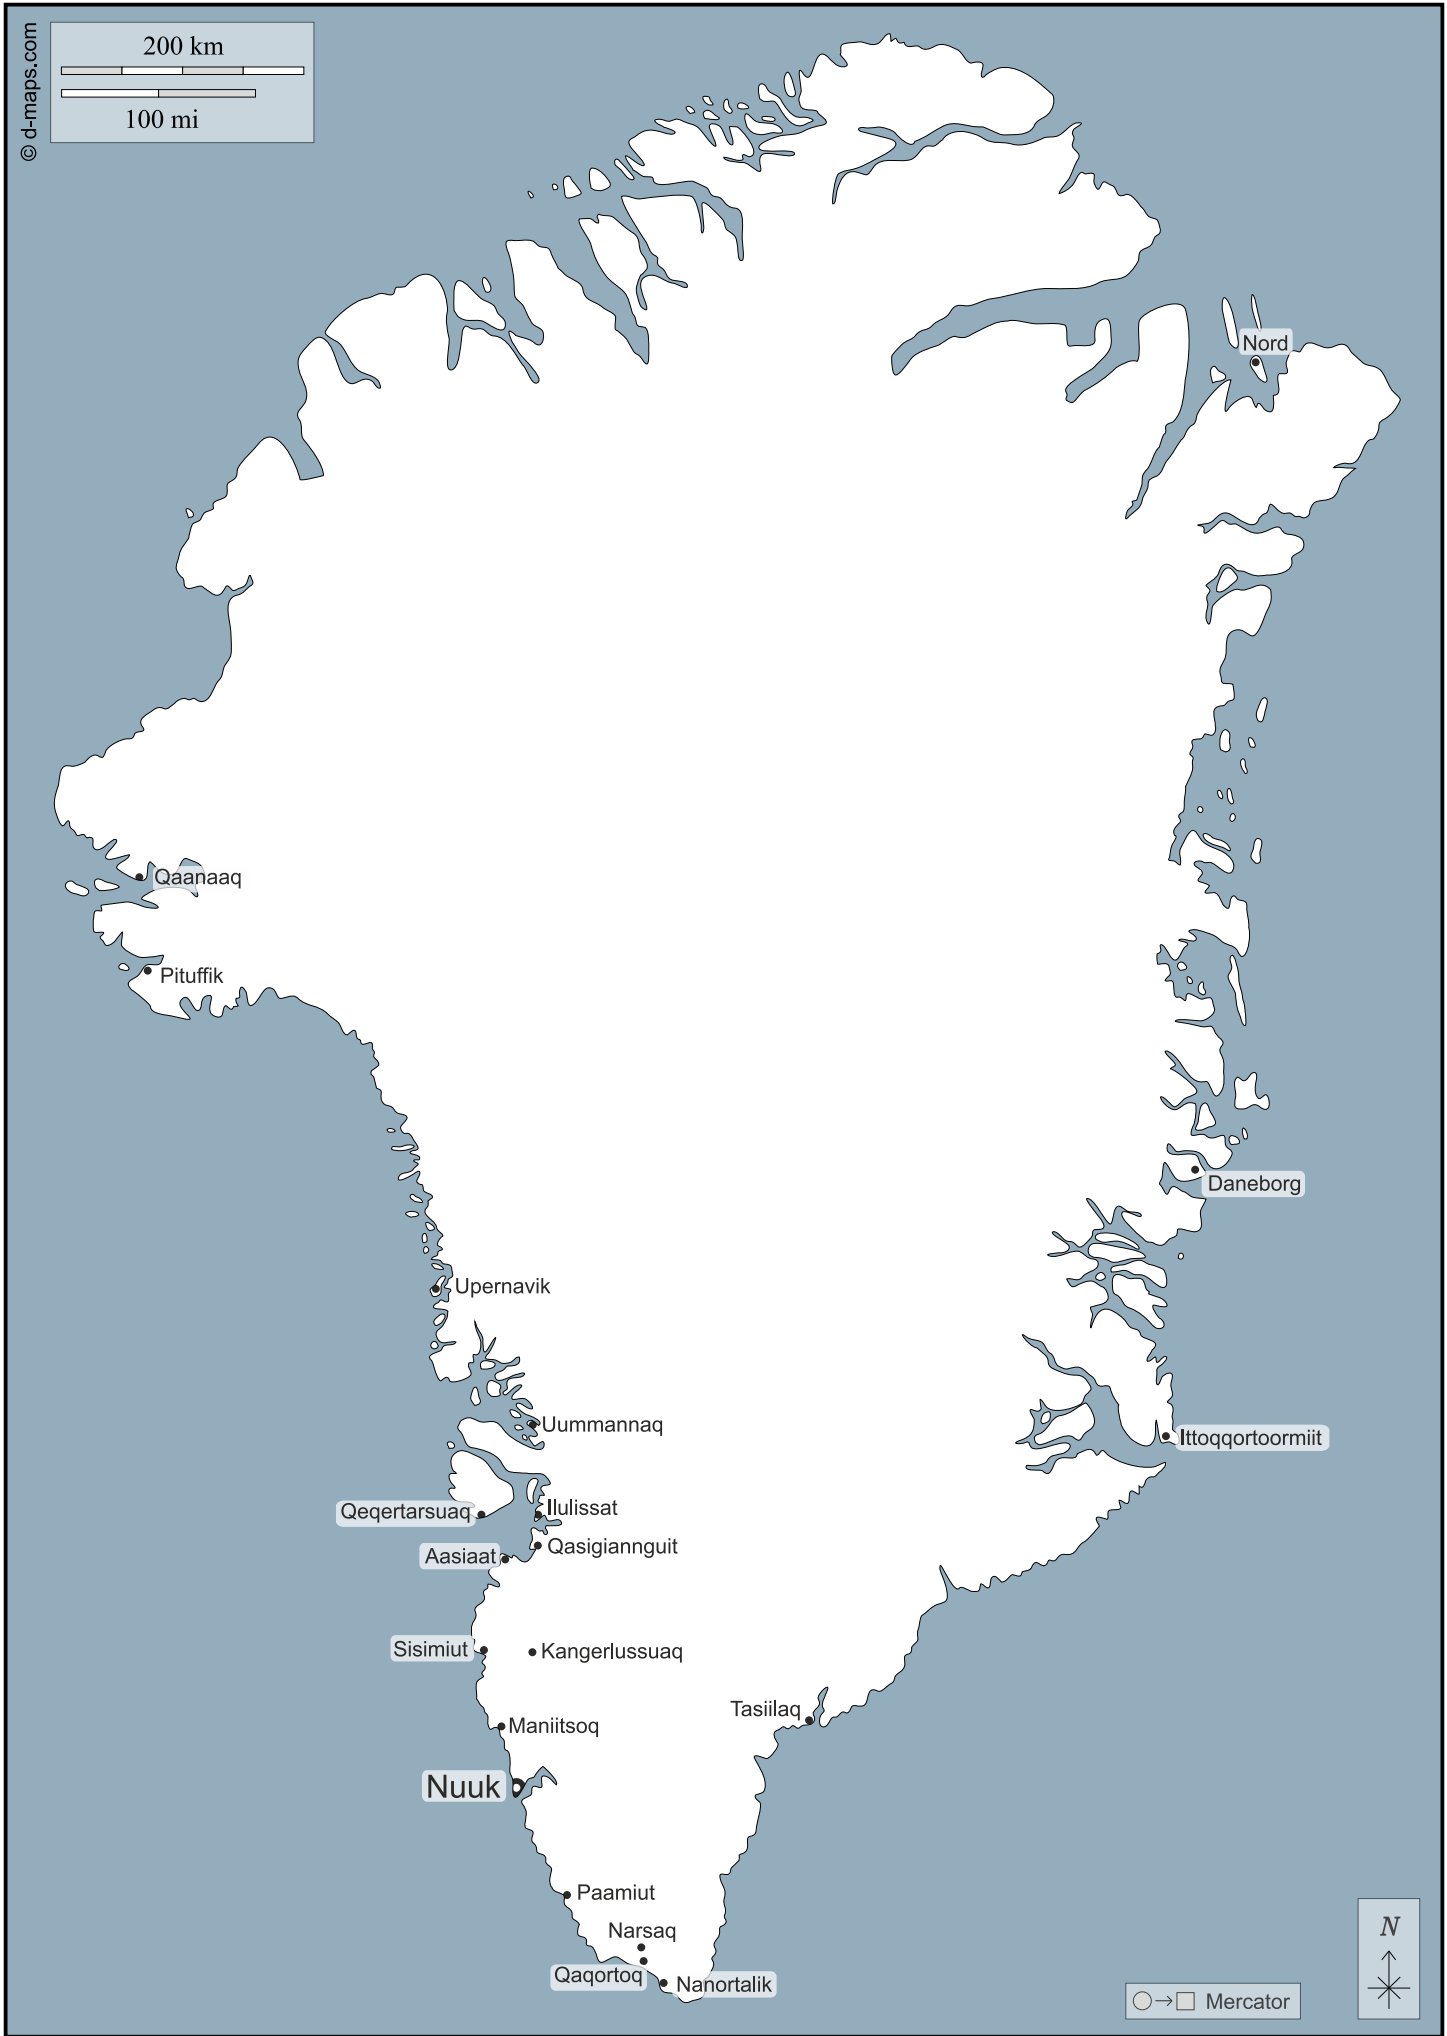 © d-maps.com
200 km
100 mi
Nord
Qaanaaq
Pituffik
Daneborg
Upernavik
Uummannaq
Ittoqqortoormiit
Qeqertarsuaq
Ilulissat
Qasigiannguit
Aasiaat
Sisimiut
Kangerlussuaq
Tasiilaq
Maniitsoq
Nuuk
Paamiut
Narsaq
Qaqortoq
Nanortalik
N
Mercator